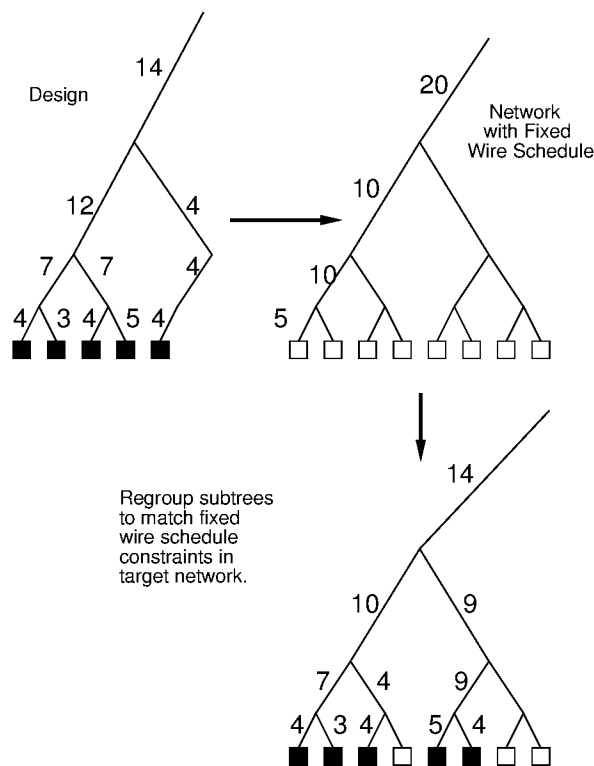 14
Design
20
Network
with Fixed
Wire Schedule
12
4
10
7
7
4
10
4
3
4
5
4
5
14
Regroup subtrees
to match fixed
wire schedule
constraints in
target network.
10
9
7
4
9
4
3
4
5
4